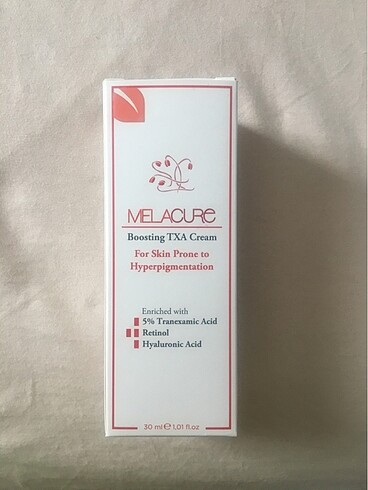 MELACURE
Boosting TXA Cream
For Skin Prone to
Hyperpigmentation
Enriched with
5% Tranexamic Acid
Retinol
Hyaluronic Acid
30 ml ℮ 1,01 fl.oz